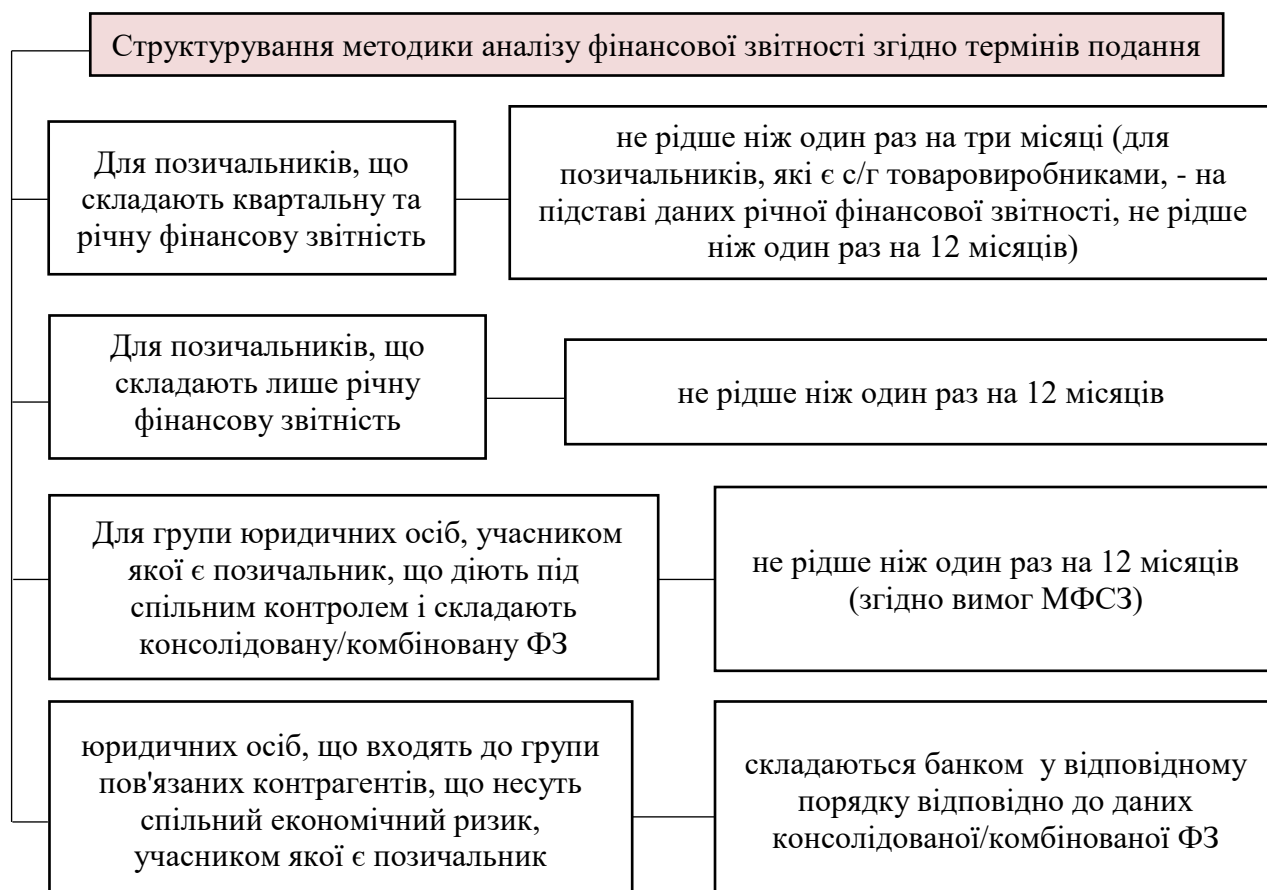 Структурування методики аналізу фінансової звітності згідно термінів подання
Для позичальників, що
складають квартальну та
річну фінансову звітність
не рідше ніж один раз на три місяці (для
позичальників, які є с/г товаровиробниками, - на
підставі даних річної фінансової звітності, не рідше
ніж один раз на 12 місяців)
Для позичальників, що
складають лише річну
фінансову звітність
не рідше ніж один раз на 12 місяців
Для групи юридичних осіб, учасником
якої є позичальник, що діють під
спільним контролем і складають
консолідовану/комбіновану ФЗ
не рідше ніж один раз на 12 місяців
(згідно вимог МФСЗ)
юридичних осіб, що входять до групи
пов'язаних контрагентів, що несуть
спільний економічний ризик,
учасником якої є позичальник
складаються банком у відповідному
порядку відповідно до даних
консолідованої/комбінованої ФЗ